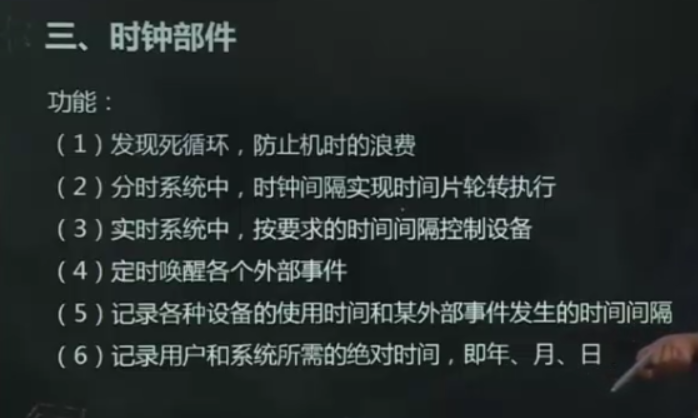 三、时钟部件
功能：
（1）发现死循环，防止机时的浪费
（2）分时系统中，时钟间隔实现时间片轮转执行
（3）实时系统中，按要求的时间间隔控制设备
（4）定时唤醒各个外部事件
（5）记录各种设备的使用时间和某外部事件发生的时间间隔
（6）记录用户和系统所需的绝对时间，即年、月、日